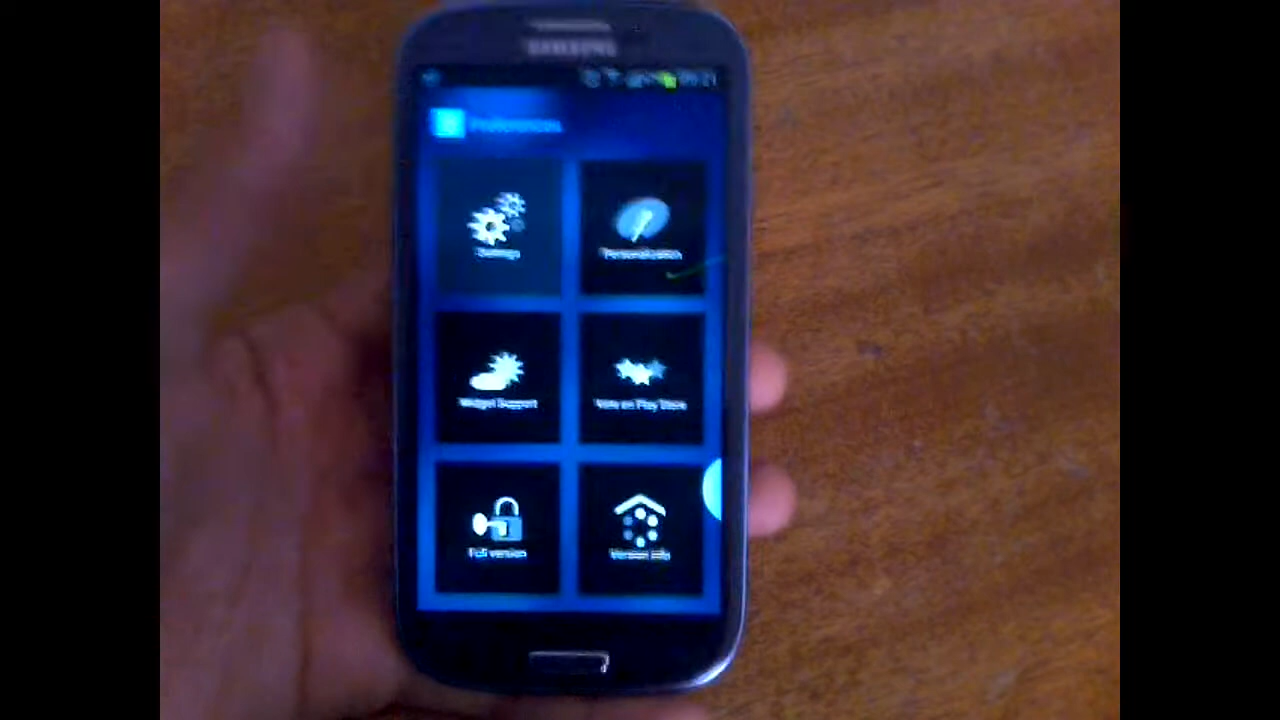 SAMSUNG
Preferences
Settings
Personalization
Widget Support
Vote on Play Store
Full version
Version info